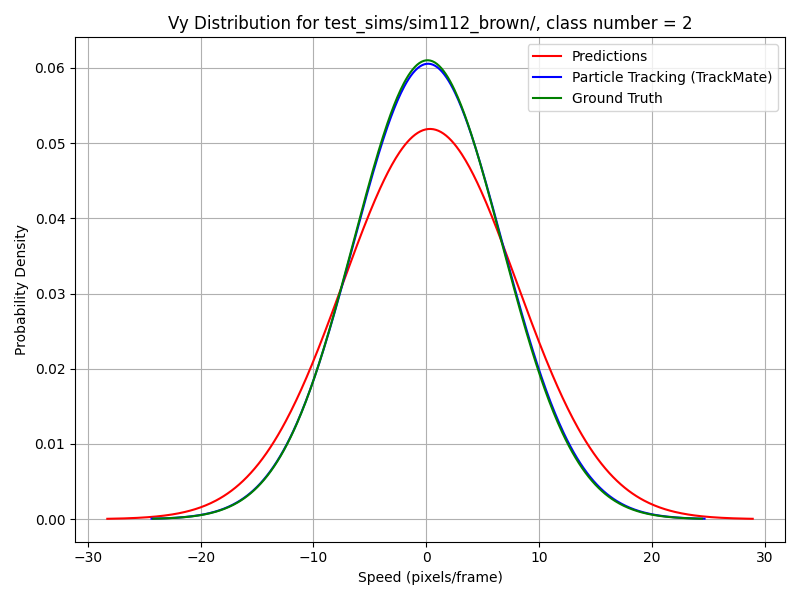 Vy Distribution for test_sims/sim112_brown/, class number = 2
Predictions
Particle Tracking (TrackMate)
Ground Truth
Probability Density
0.06
0.05
0.04
0.03
0.02
0.01
0.00
−30 −20 −10 0 10 20 30
Speed (pixels/frame)